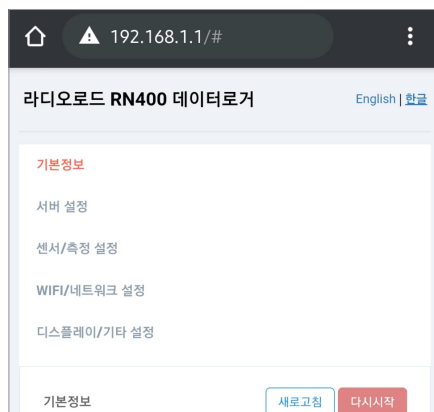 192.168.1.1/#
라디오로드 RN400 데이터로거
English | 한글
기본정보
서버 설정
센서/측정 설정
WIFI/네트워크 설정
디스플레이/기타 설정
기본정보
새로고침
다시시작